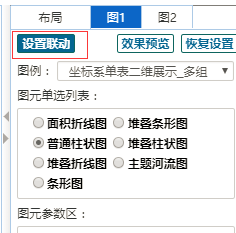 布局 图1 图2
设置联动 效果预览 恢复设置
图例： 坐标系单表二维展示_多组
图元单选列表：
面积折线图 堆叠条形图
普通柱状图 堆叠柱状图
堆叠折线图 主题河流图
条形图
图元参数区：